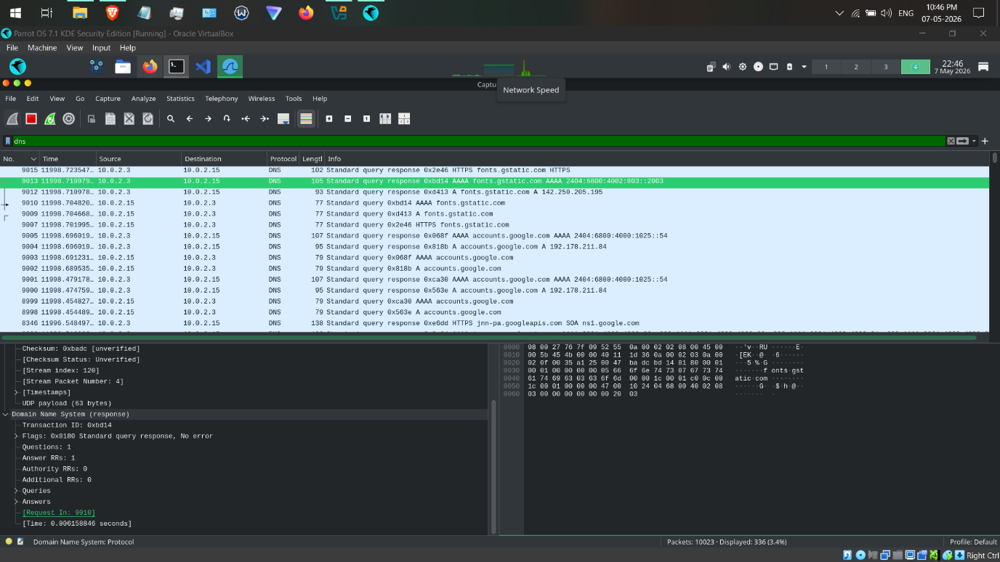 10:46 PM
ENG
07-05-2026
Parrot OS 7.1 KDE Security Edition [Running] - Oracle VirtualBox
File Machine View Input Help
1 2 3 4
22:46
7 May 2026
Captu
Network Speed
File Edit View Go Capture Analyze Statistics Telephony Wireless Tools Help
dns
No. Time Source Destination Protocol Lengtl Info
9015 11998.723547… 10.0.2.3 10.0.2.15 DNS 102 Standard query response 0x2e46 HTTPS fonts.gstatic.com HTTPS
9013 11998.710979… 10.0.2.3 10.0.2.15 DNS 105 Standard query response 0xbd14 AAAA fonts.gstatic.com AAAA 2404:6800:4002:803::2003
9012 11998.710978… 10.0.2.3 10.0.2.15 DNS 93 Standard query response 0xd413 A fonts.gstatic.com A 142.250.205.195
9010 11998.704820… 10.0.2.15 10.0.2.3 DNS 77 Standard query 0xbd14 AAAA fonts.gstatic.com
9009 11998.704668… 10.0.2.15 10.0.2.3 DNS 77 Standard query 0xd413 A fonts.gstatic.com
9007 11998.701995… 10.0.2.15 10.0.2.3 DNS 77 Standard query 0x2e46 HTTPS fonts.gstatic.com
9005 11998.696019… 10.0.2.3 10.0.2.15 DNS 107 Standard query response 0x068f AAAA accounts.google.com AAAA 2404:6800:4000:1025::54
9004 11998.696019… 10.0.2.3 10.0.2.15 DNS 95 Standard query response 0x818b A accounts.google.com A 192.178.211.84
9003 11998.691231… 10.0.2.15 10.0.2.3 DNS 79 Standard query 0x068f AAAA accounts.google.com
9002 11998.689535… 10.0.2.15 10.0.2.3 DNS 79 Standard query 0x818b A accounts.google.com
9001 11998.479178… 10.0.2.3 10.0.2.15 DNS 107 Standard query response 0xca30 AAAA accounts.google.com AAAA 2404:6800:4000:1025::54
9000 11998.474759… 10.0.2.3 10.0.2.15 DNS 95 Standard query response 0x563e A accounts.google.com A 192.178.211.84
8999 11998.454827… 10.0.2.15 10.0.2.3 DNS 79 Standard query 0xca30 AAAA accounts.google.com
8998 11998.454489… 10.0.2.15 10.0.2.3 DNS 79 Standard query 0x563e A accounts.google.com
8346 11996.548497… 10.0.2.3 10.0.2.15 DNS 138 Standard query response 0xe6dd HTTPS jnn-pa.googleapis.com SOA ns1.google.com
Checksum: 0xbadc [unverified]
[Checksum Status: Unverified]
[Stream index: 120]
[Stream Packet Number: 4]
[Timestamps]
UDP payload (63 bytes)
Domain Name System (response)
Transaction ID: 0xbd14
Flags: 0x8180 Standard query response, No error
Questions: 1
Answer RRs: 1
Authority RRs: 0
Additional RRs: 0
Queries
Answers
[Request In: 9010]
[Time: 0.006158846 seconds]
0000 08 00 27 76 7f 09 52 55 0a 00 02 02 08 00 45 00 ··'v··RU ······E·
0010 00 5b 45 4b 00 00 40 11 1d 36 0a 00 02 03 0a 00 ·[EK··@· ·6······
0020 02 0f 00 35 a1 25 00 47 ba dc bd 14 81 80 00 01 ···5·%·G ········
0030 00 01 00 00 00 00 05 66 6f 6e 74 73 07 67 73 74 ·······f onts·gst
0040 61 74 69 63 03 63 6f 6d 00 00 1c 00 01 c0 0c 00 atic·com ········
0050 1c 00 01 00 00 00 47 00 10 24 04 68 00 40 02 08 ······G· ·$·h·@··
0060 03 00 00 00 00 00 00 20 03 ······· ·
Domain Name System: Protocol
Packets: 10023 · Displayed: 336 (3.4%)
Profile: Default
Right Ctrl